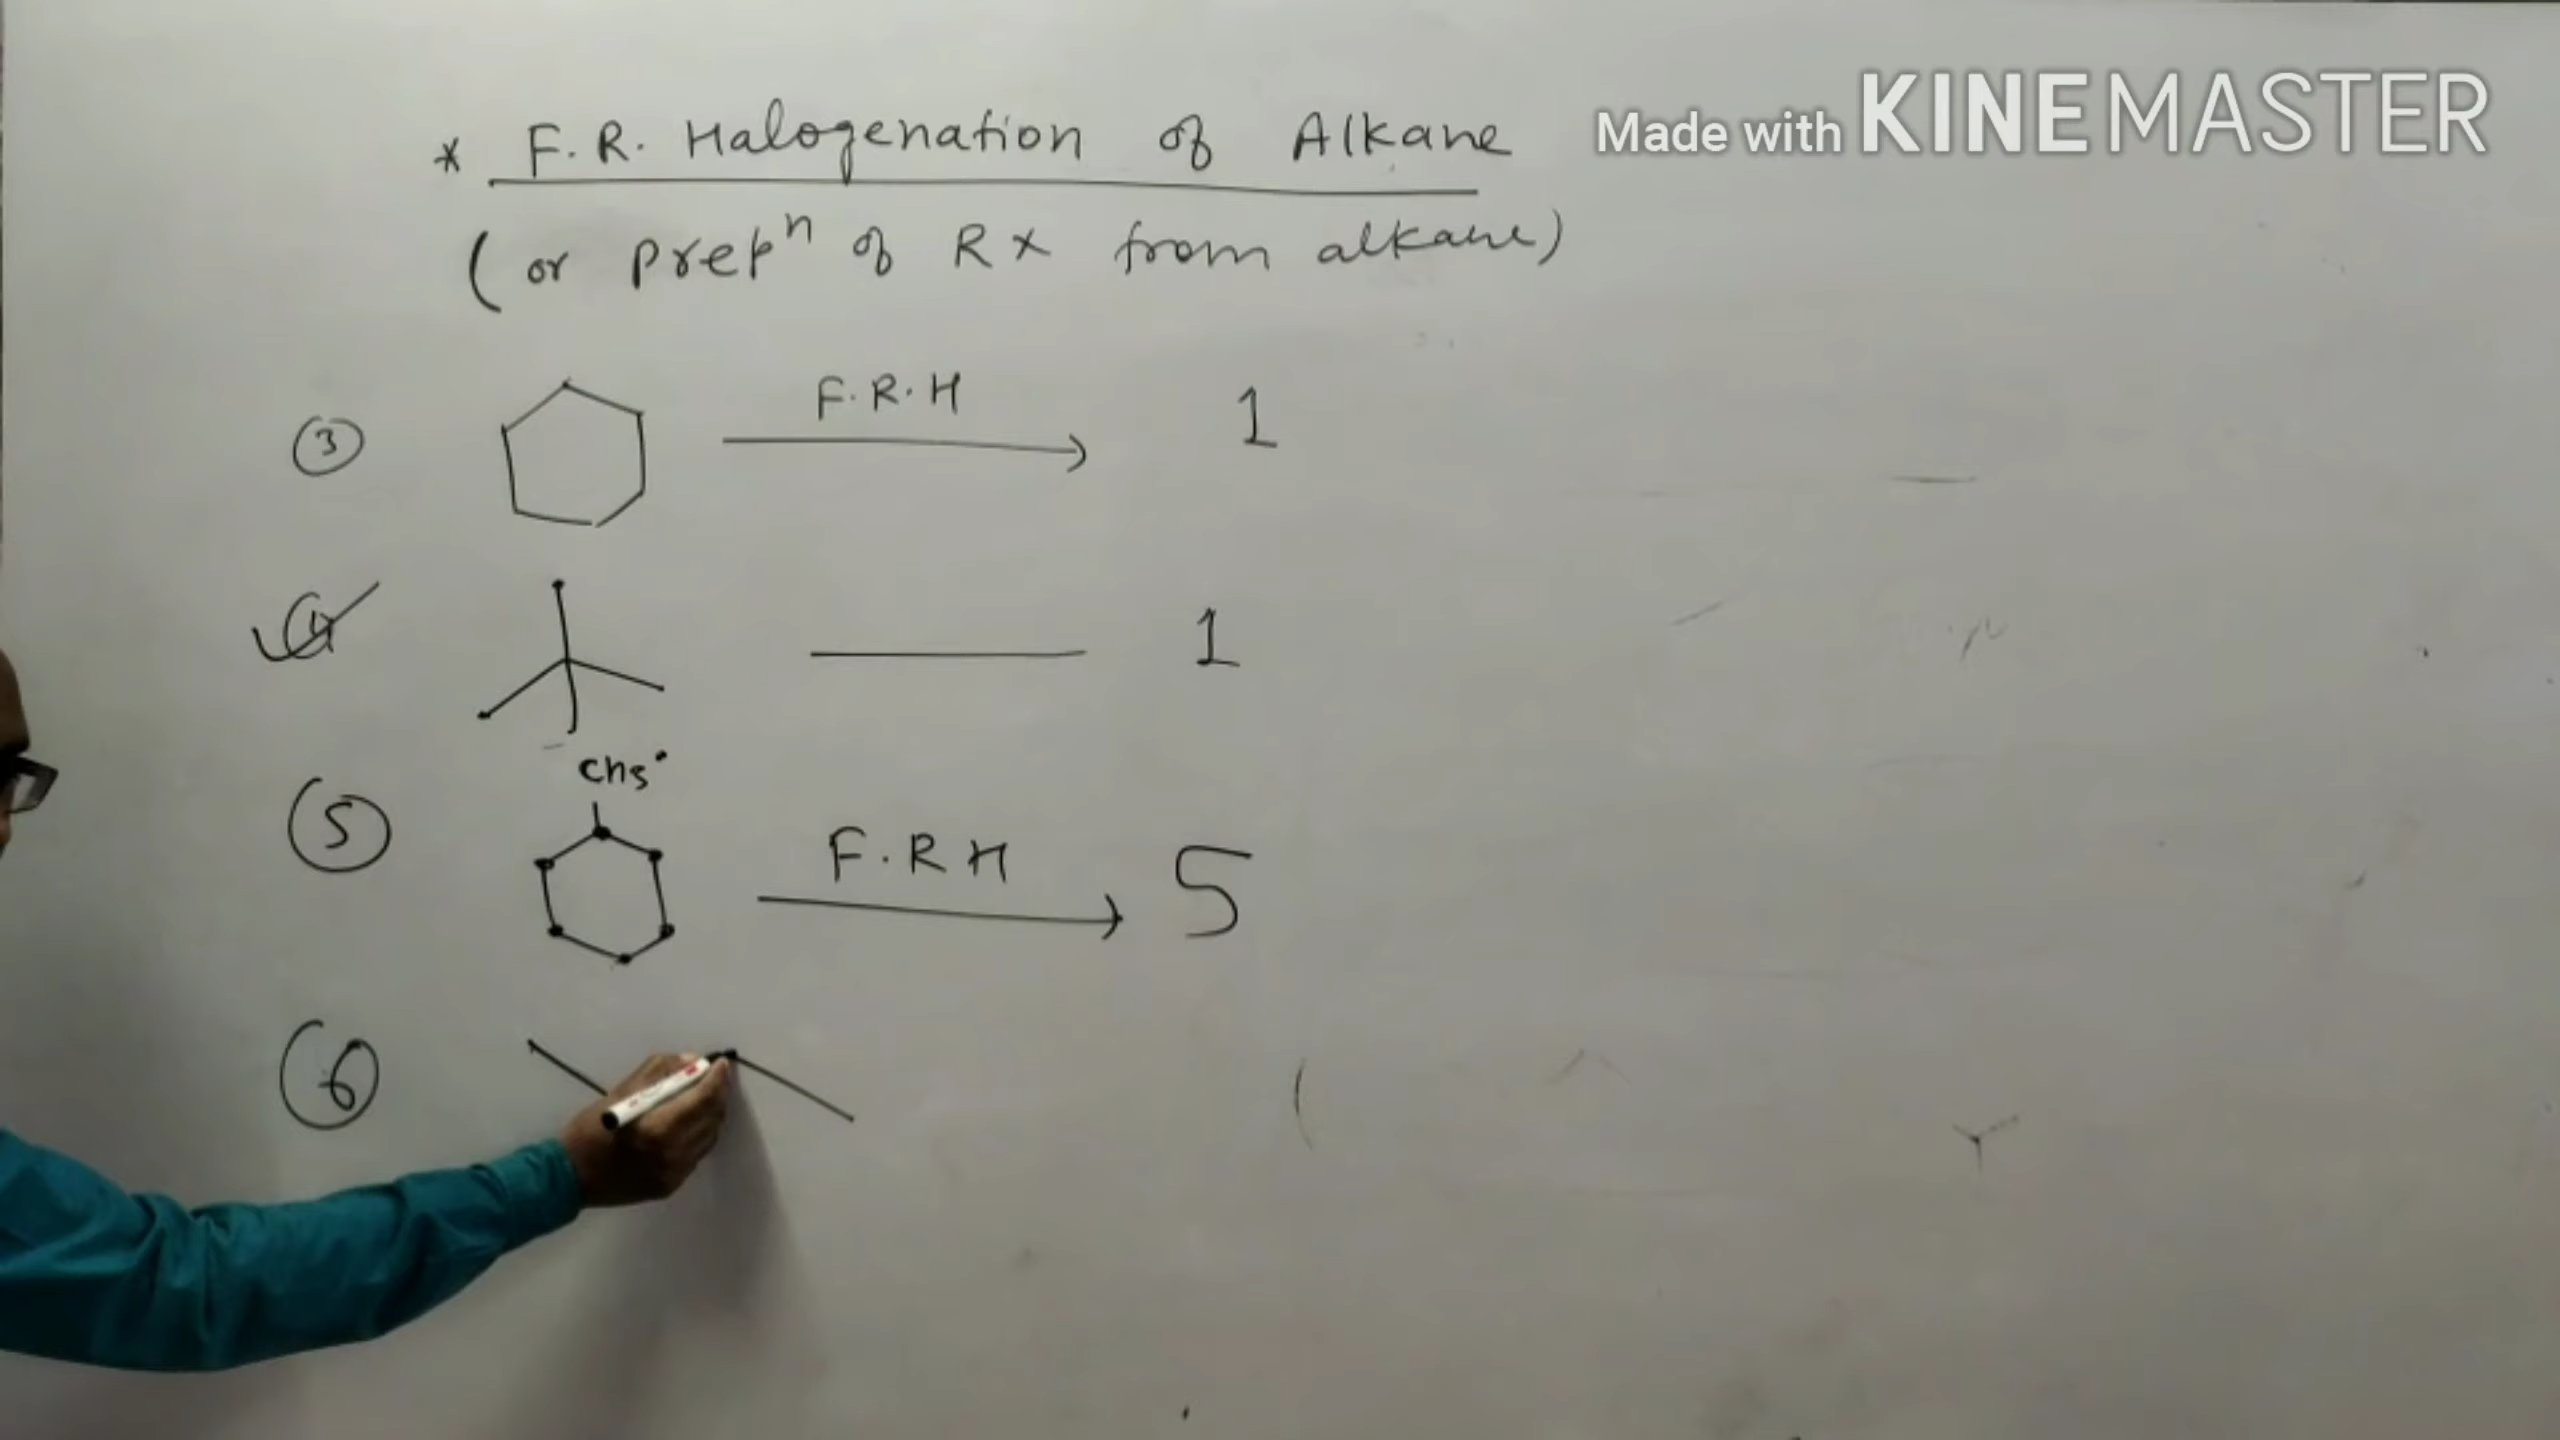 Made with KINEMASTER
* F. R. Halogenation of Alkane
(or prepⁿ of Rx from alkane)
③ F.R.H 1
④ 1
CH3
⑤ F.RH 5
⑥